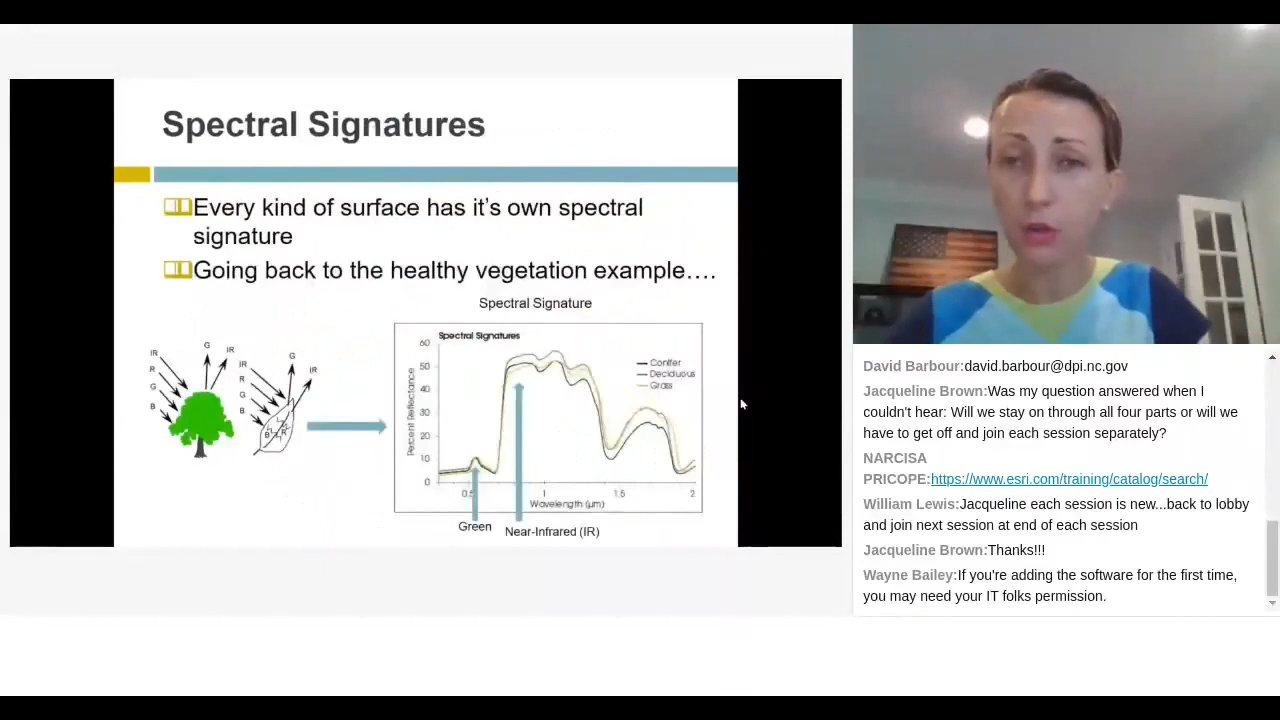 Spectral Signatures
Every kind of surface has it's own spectral
signature
Going back to the healthy vegetation example….
Spectral Signature
IR
R
G
B
G
IR
IR
R
G
B
G
IR
B
R
Spectral Signatures
60
50
40
30
20
10
0
Percent Reflectance
Conifer
Deciduous
Grass
0.5
1
1.5
2
Wavelength (µm)
Green
Near-Infrared (IR)
David Barbour:david.barbour@dpi.nc.gov
Jacqueline Brown:Was my question answered when I
couldn't hear: Will we stay on through all four parts or will we
have to get off and join each session separately?
NARCISA
PRICOPE:https://www.esri.com/training/catalog/search/
William Lewis:Jacqueline each session is new...back to lobby
and join next session at end of each session
Jacqueline Brown:Thanks!!!
Wayne Bailey:If you're adding the software for the first time,
you may need your IT folks permission.